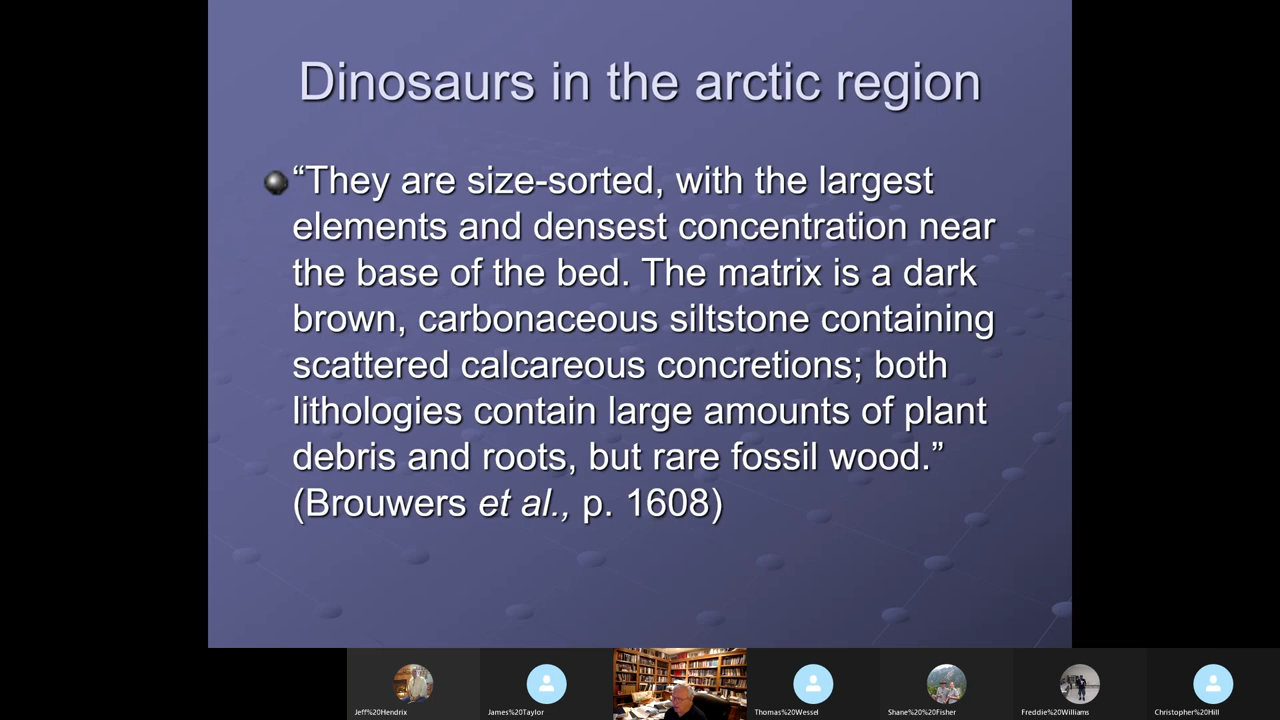 Dinosaurs in the arctic region
“They are size-sorted, with the largest
elements and densest concentration near
the base of the bed. The matrix is a dark
brown, carbonaceous siltstone containing
scattered calcareous concretions; both
lithologies contain large amounts of plant
debris and roots, but rare fossil wood.”
(Brouwers et al., p. 1608)
Jeff%20Hendrix
James%20Taylor
Thomas%20Wessel
Shane%20%20Fisher
Freddie%20Williams
Christopher%20Hill